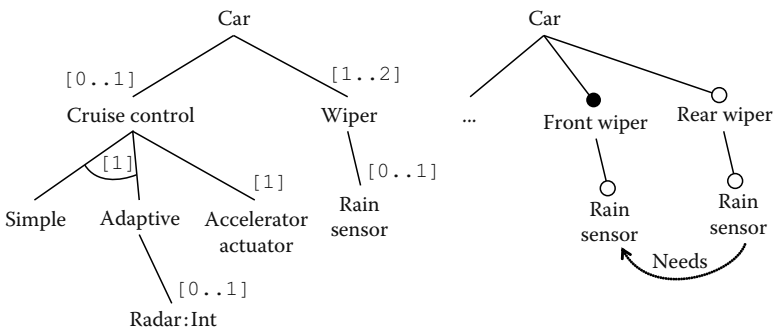 Car
[0..1]
[1..2]
Cruise control
Wiper
[1]
[1]
[0..1]
Simple
Adaptive
Accelerator
actuator
Rain
sensor
[0..1]
Radar:Int
Car
...
Front wiper
Rear wiper
Rain
sensor
Rain
sensor
Needs